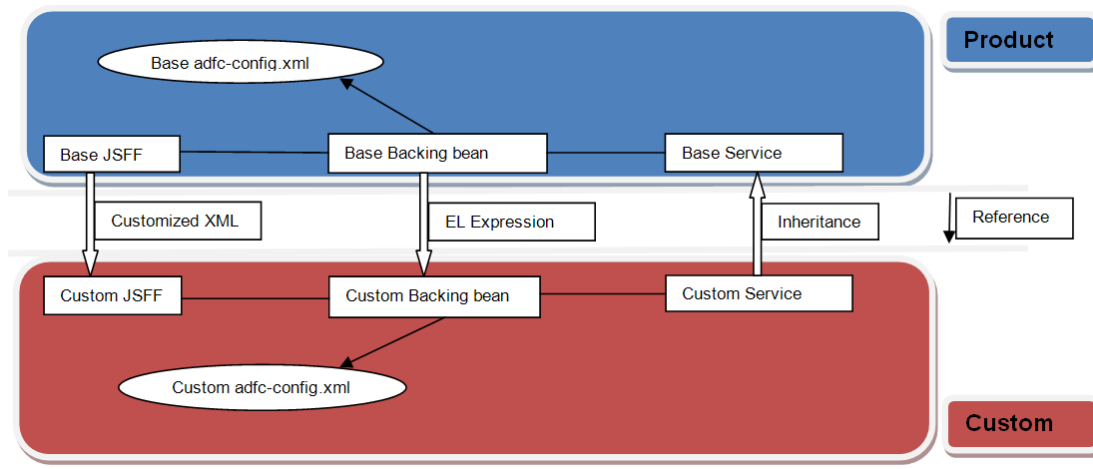 Product
Base adfc-config.xml
Base JSFF
Base Backing bean
Base Service
Customized XML
EL Expression
Inheritance
Reference
Custom JSFF
Custom Backing bean
Custom Service
Custom adfc-config.xml
Custom